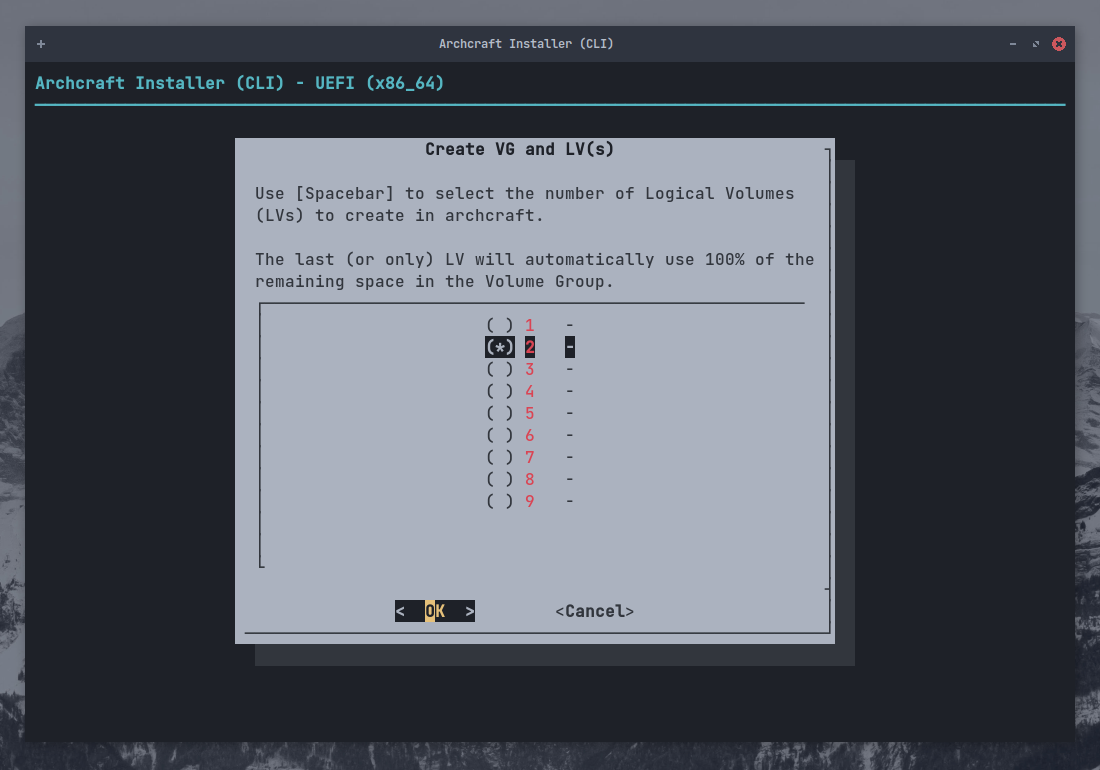 Archcraft Installer (CLI)
Archcraft Installer (CLI) - UEFI (x86_64)
Create VG and LV(s)
Use [Spacebar] to select the number of Logical Volumes
(LVs) to create in archcraft.
The last (or only) LV will automatically use 100% of the
remaining space in the Volume Group.
( ) 1   -
(*) 2   -
( ) 3   -
( ) 4   -
( ) 5   -
( ) 6   -
( ) 7   -
( ) 8   -
( ) 9   -
<  OK  >        <Cancel>